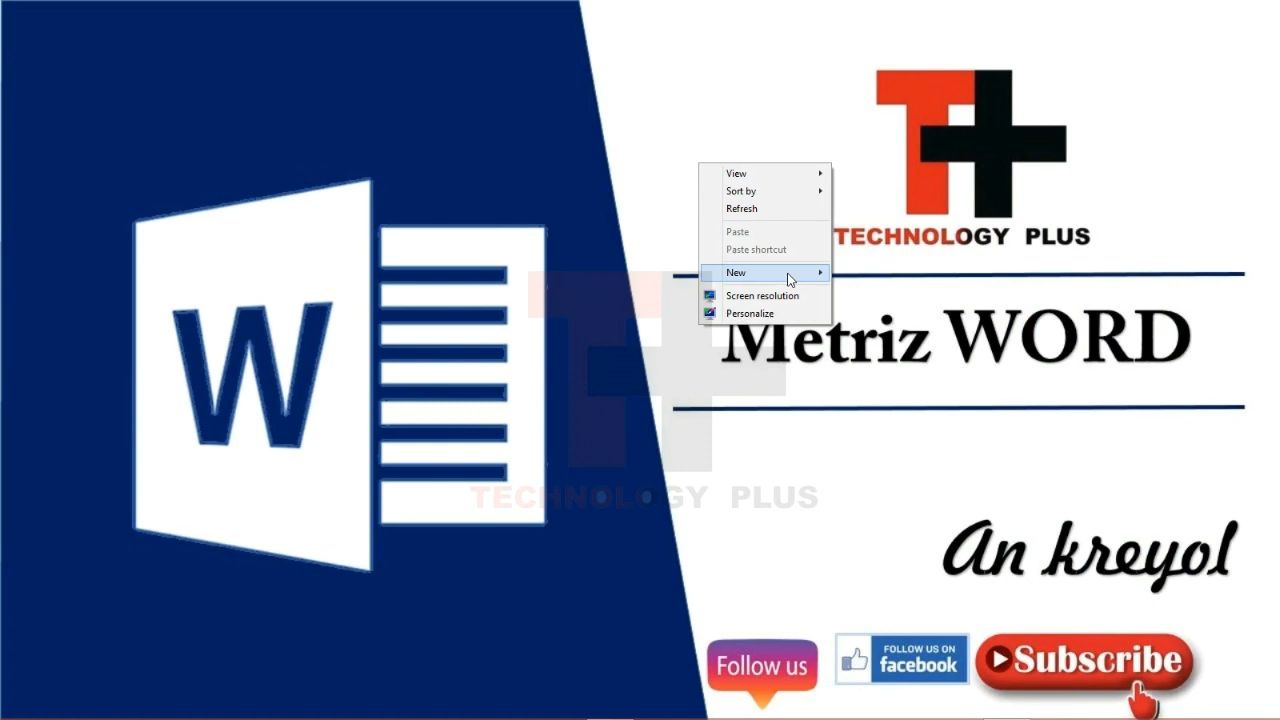 W
TECHNOLOGY PLUS
View
Sort by
Refresh
Paste
Paste shortcut
New
Screen resolution
Personalize
Metriz WORD
TECHNOLOGY PLUS
An kreyol
Follow us
FOLLOW US ON
facebook
Subscribe